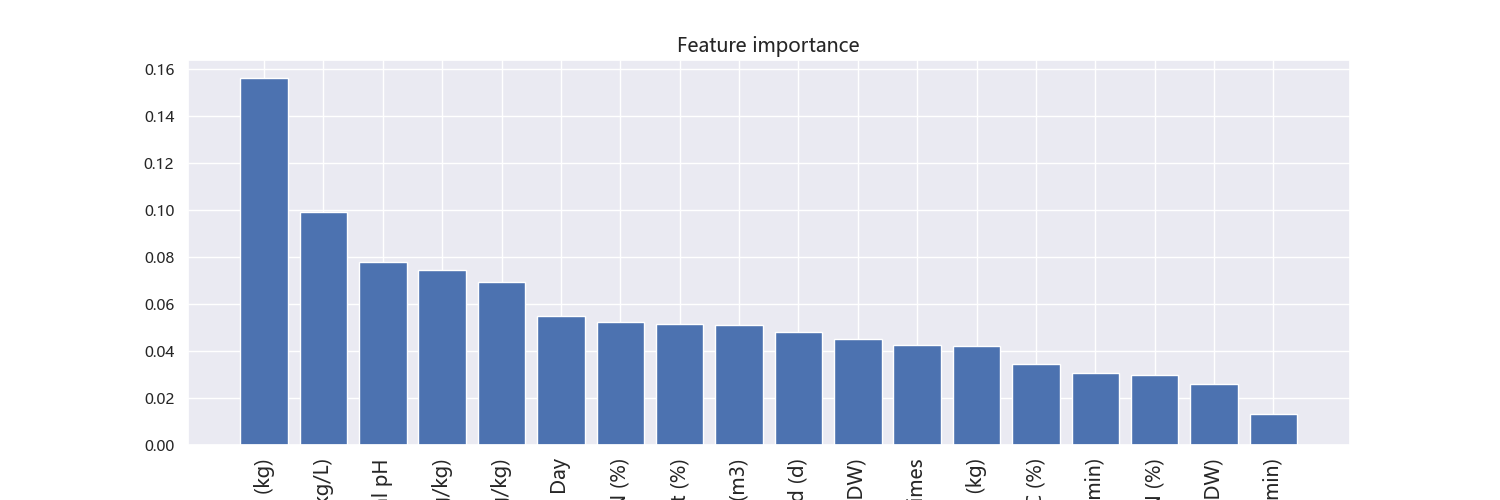 Feature importance
0.16
0.14
0.12
0.10
0.08
0.06
0.04
0.02
0.00
(kg)
kg/L)
pH
/kg)
/kg)
Day
(%)
(%)
(m3)
(d)
DW)
imes
(kg)
(%)
min)
(%)
DW)
min)